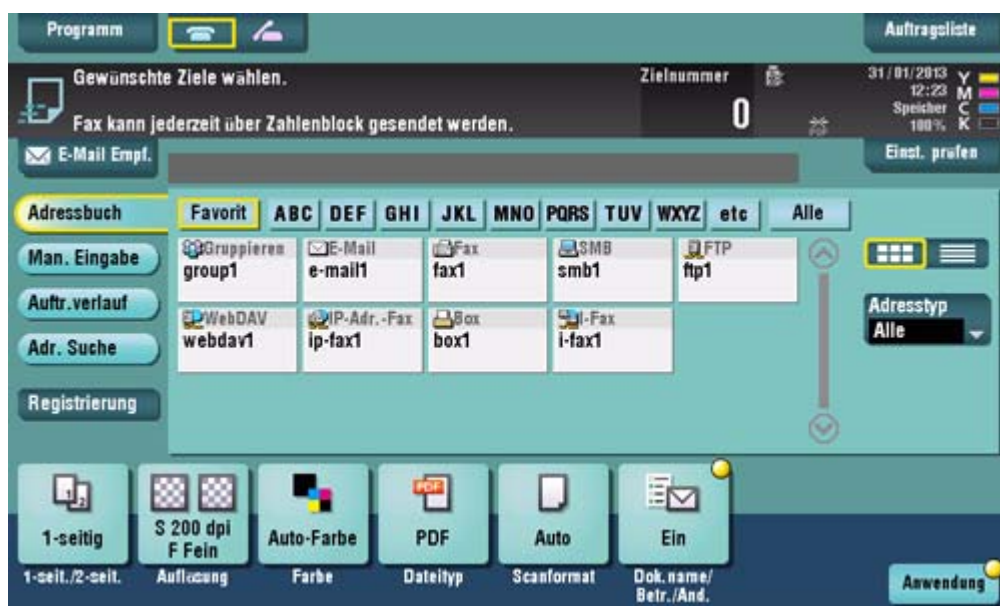 Programm
Auftragsliste
Gewünschte Ziele wählen.
Zielnummer
31/01/2013
12:23
Speicher
100%
Y
M
C
K
0
Fax kann jederzeit über Zahlenblock gesendet werden.
E-Mail Empf.
Einst. prüfen
Adressbuch
Favorit ABC DEF GHI JKL MNO PQRS TUV WXYZ etc Alle
Man. Eingabe
Gruppieren E-Mail Fax SMB FTP
group1 e-mail1 fax1 smb1 ftp1
Auftr.verlauf
Adresstyp
Alle
WebDAV IP-Adr.-Fax Box I-Fax
webdav1 ip-fax1 box1 i-fax1
Adr. Suche
Registrierung
1 2
PDF
1-seitig
S 200 dpi
F Fein
Auto-Farbe
PDF
Auto
Ein
1-seit./2-seit.
Auflösung
Farbe
Dateityp
Scanformat
Dok.name/
Betr./And.
Anwendung